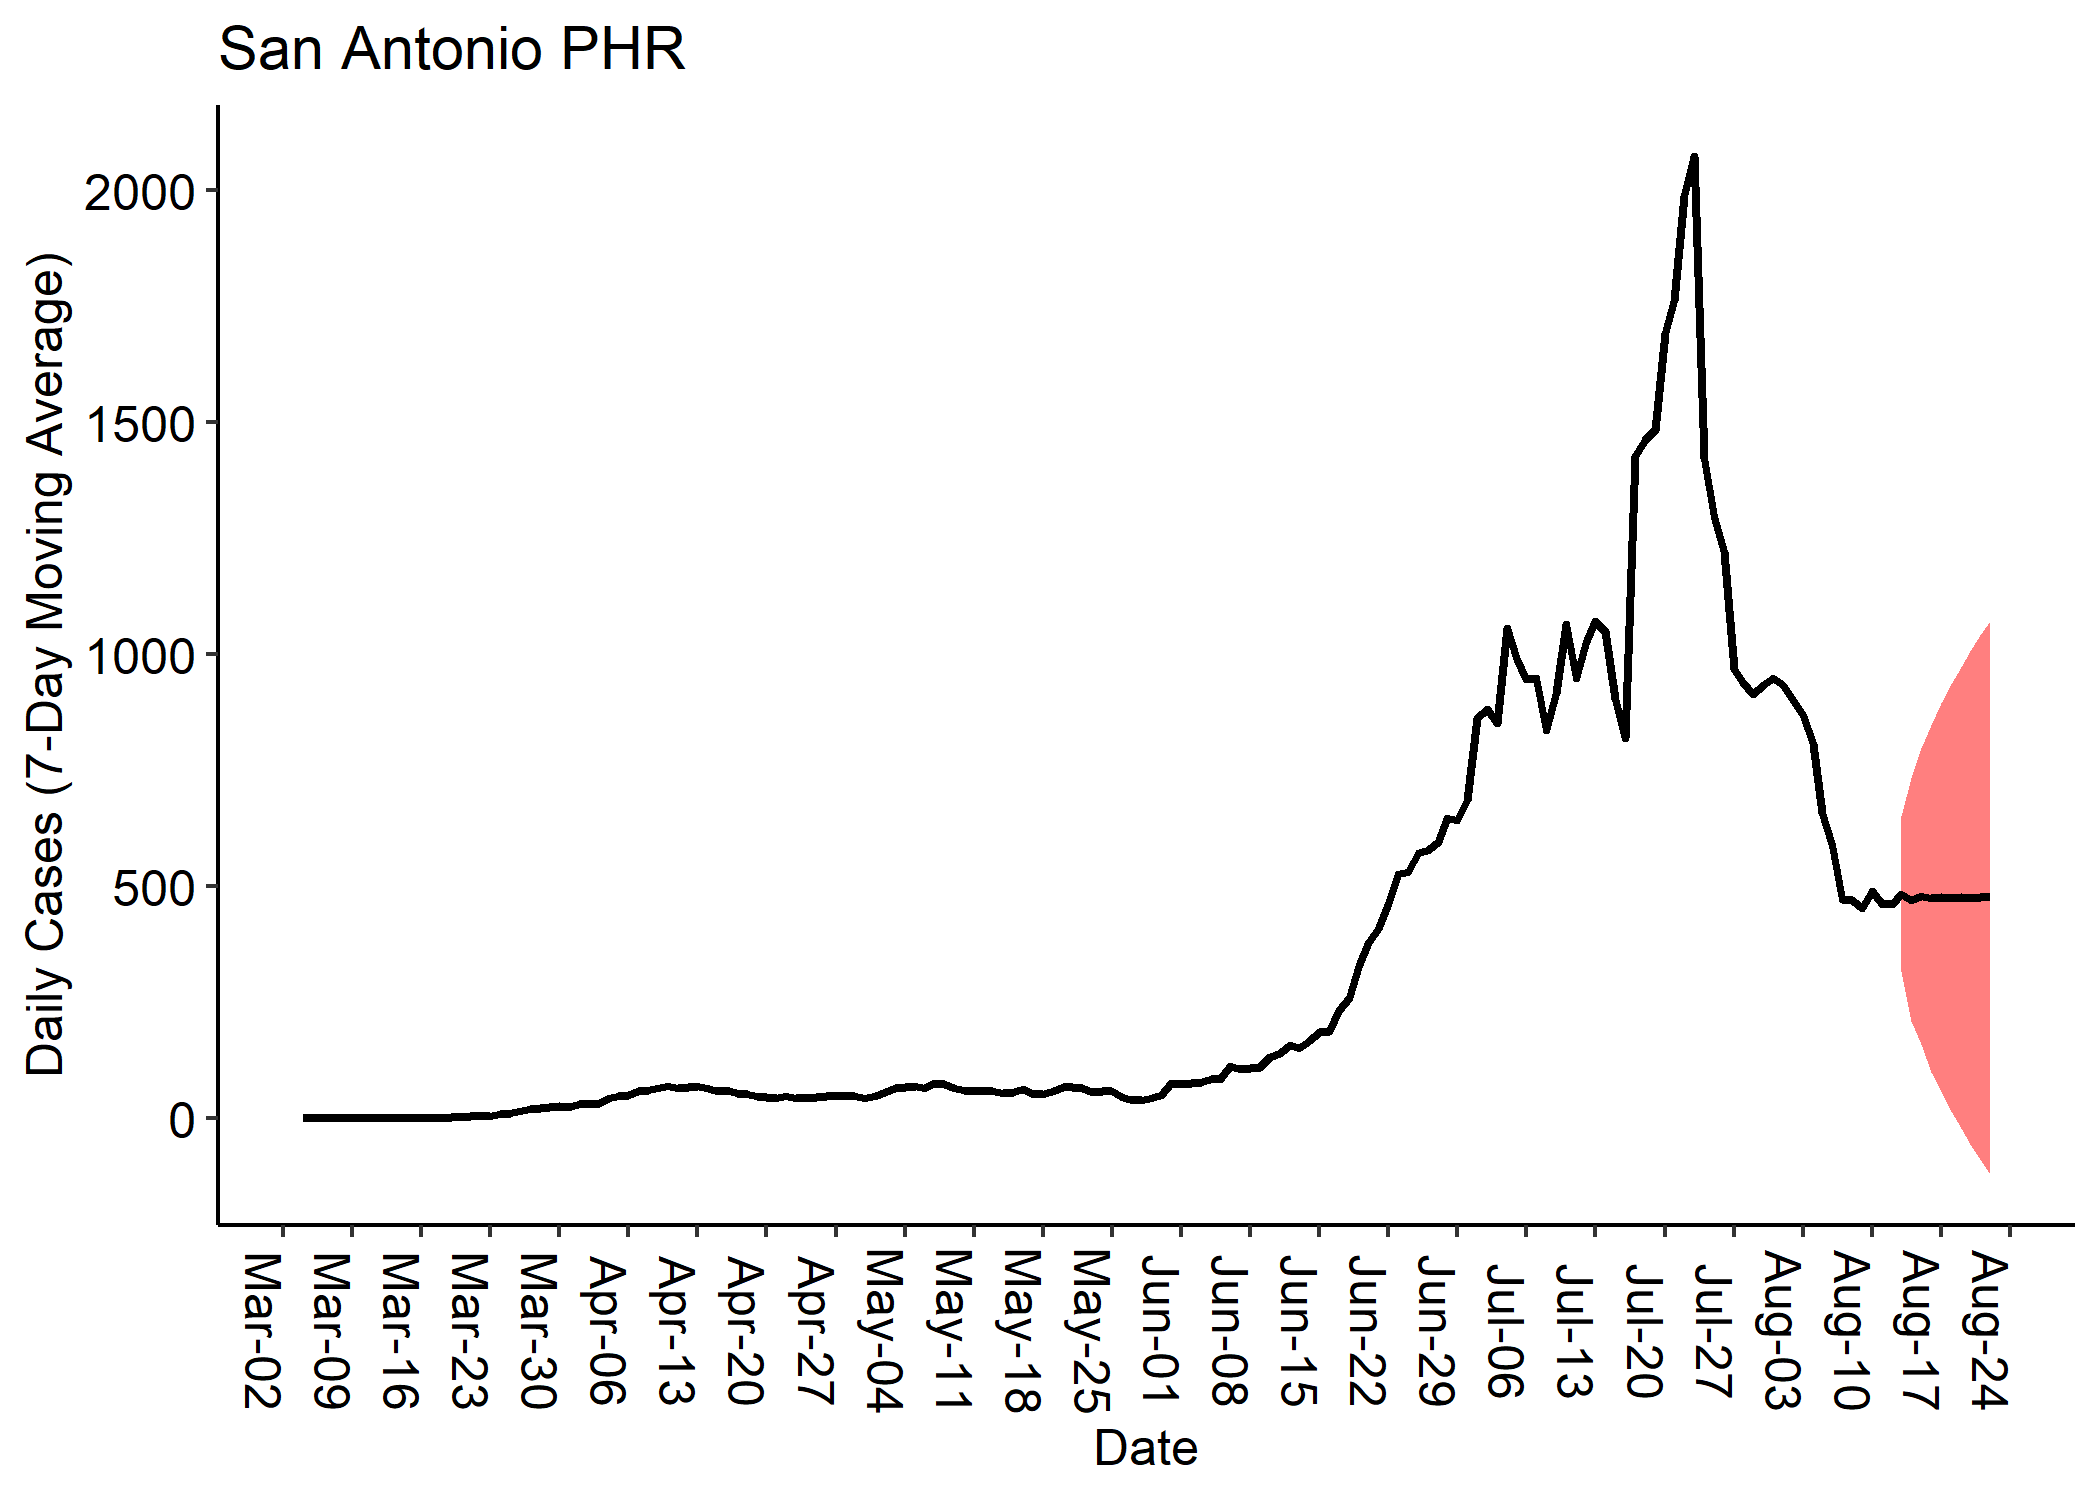 San Antonio PHR
Daily Cases (7-Day Moving Average)
2000
1500
1000
500
0
Mar-02
Mar-09
Mar-16
Mar-23
Mar-30
Apr-06
Apr-13
Apr-20
Apr-27
May-04
May-11
May-18
May-25
Jun-01
Jun-08
Jun-15
Jun-22
Jun-29
Jul-06
Jul-13
Jul-20
Jul-27
Aug-03
Aug-10
Aug-17
Aug-24
Date